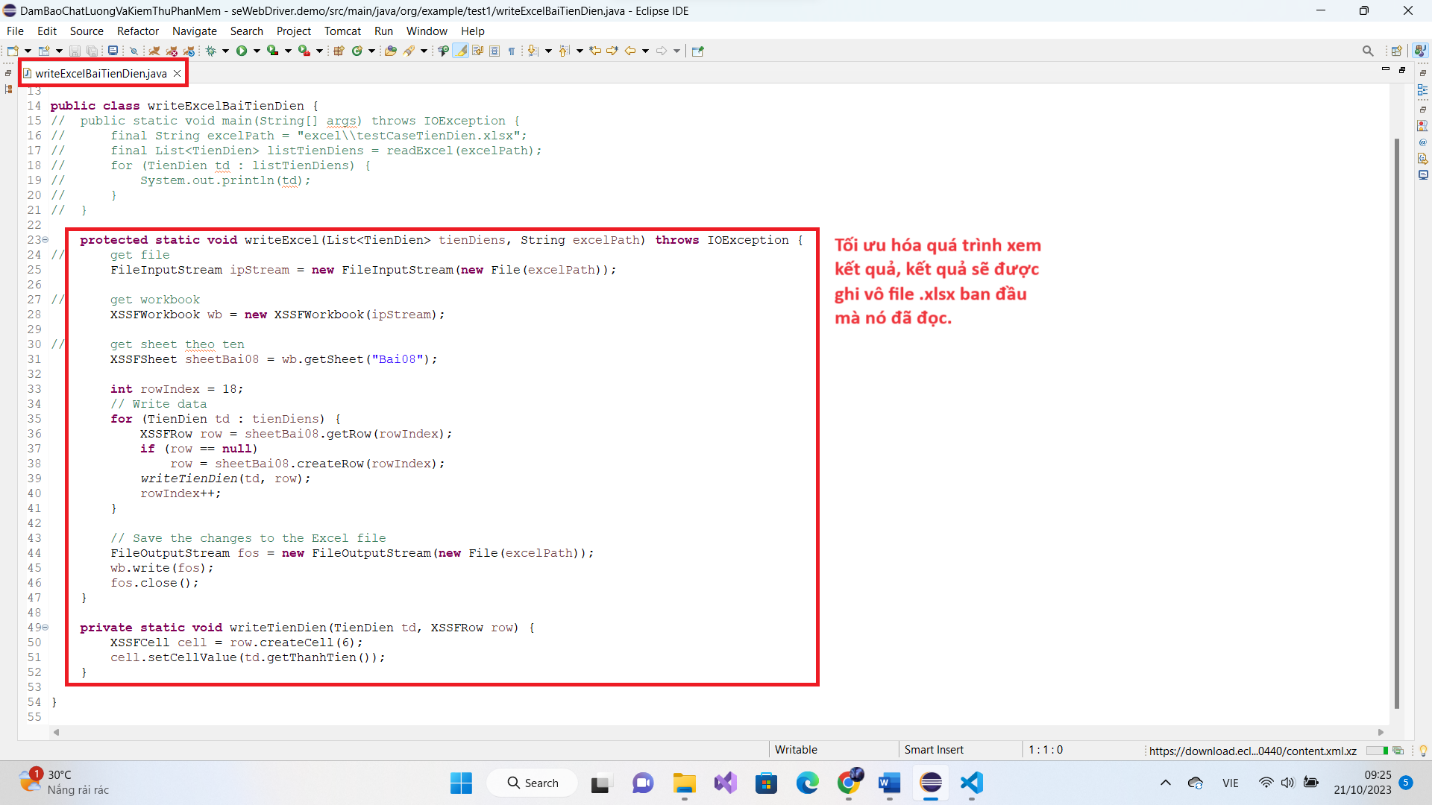 DamBaoChatLuongVaKiemThuPhanMem - seWebDriver.demo/src/main/java/org/example/test1/writeExcelBaiTienDien.java - Eclipse IDE
File Edit Source Refactor Navigate Search Project Tomcat Run Window Help
writeExcelBaiTienDien.java
13
14 public class writeExcelBaiTienDien {
15 // public static void main(String[] args) throws IOException {
16 // final String excelPath = "excel\\testCaseTienDien.xlsx";
17 // final List<TienDien> listTienDiens = readExcel(excelPath);
18 // for (TienDien td : listTienDiens) {
19 // System.out.println(td);
20 // }
21 // }
22
23 protected static void writeExcel(List<TienDien> tienDiens, String excelPath) throws IOException {
24 // get file
25 FileInputStream ipStream = new FileInputStream(new File(excelPath));
26
27 // get workbook
28 XSSFWorkbook wb = new XSSFWorkbook(ipStream);
29
30 // get sheet theo ten
31 XSSFSheet sheetBai08 = wb.getSheet("Bai08");
32
33 int rowIndex = 18;
34 // Write data
35 for (TienDien td : tienDiens) {
36 XSSFRow row = sheetBai08.getRow(rowIndex);
37 if (row == null)
38 row = sheetBai08.createRow(rowIndex);
39 writeTienDien(td, row);
40 rowIndex++;
41 }
42
43 // Save the changes to the Excel file
44 FileOutputStream fos = new FileOutputStream(new File(excelPath));
45 wb.write(fos);
46 fos.close();
47 }
48
49 private static void writeTienDien(TienDien td, XSSFRow row) {
50 XSSFCell cell = row.createCell(6);
51 cell.setCellValue(td.getThanhTien());
52 }
53
54 }
55
Tối ưu hóa quá trình xem
kết quả, kết quả sẽ được
ghi vô file .xlsx ban đầu
mà nó đã đọc.
Writable Smart Insert 1 : 1 : 0 https://download.ecl...0440/content.xml.xz
1 30°C
Nắng rải rác
Search
VIE
09:25
21/10/2023
5